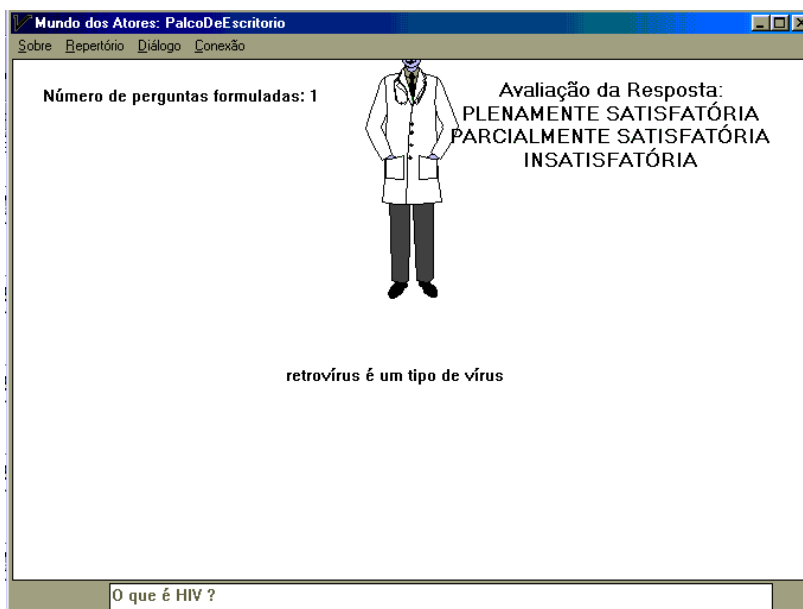 Mundo dos Atores: PalcoDeEscritorio
Sobre Repertório Diálogo Conexão
Número de perguntas formuladas: 1
Avaliação da Resposta:
PLENAMENTE SATISFATÓRIA
PARCIALMENTE SATISFATÓRIA
INSATISFATÓRIA
retrovírus é um tipo de vírus
O que é HIV ?